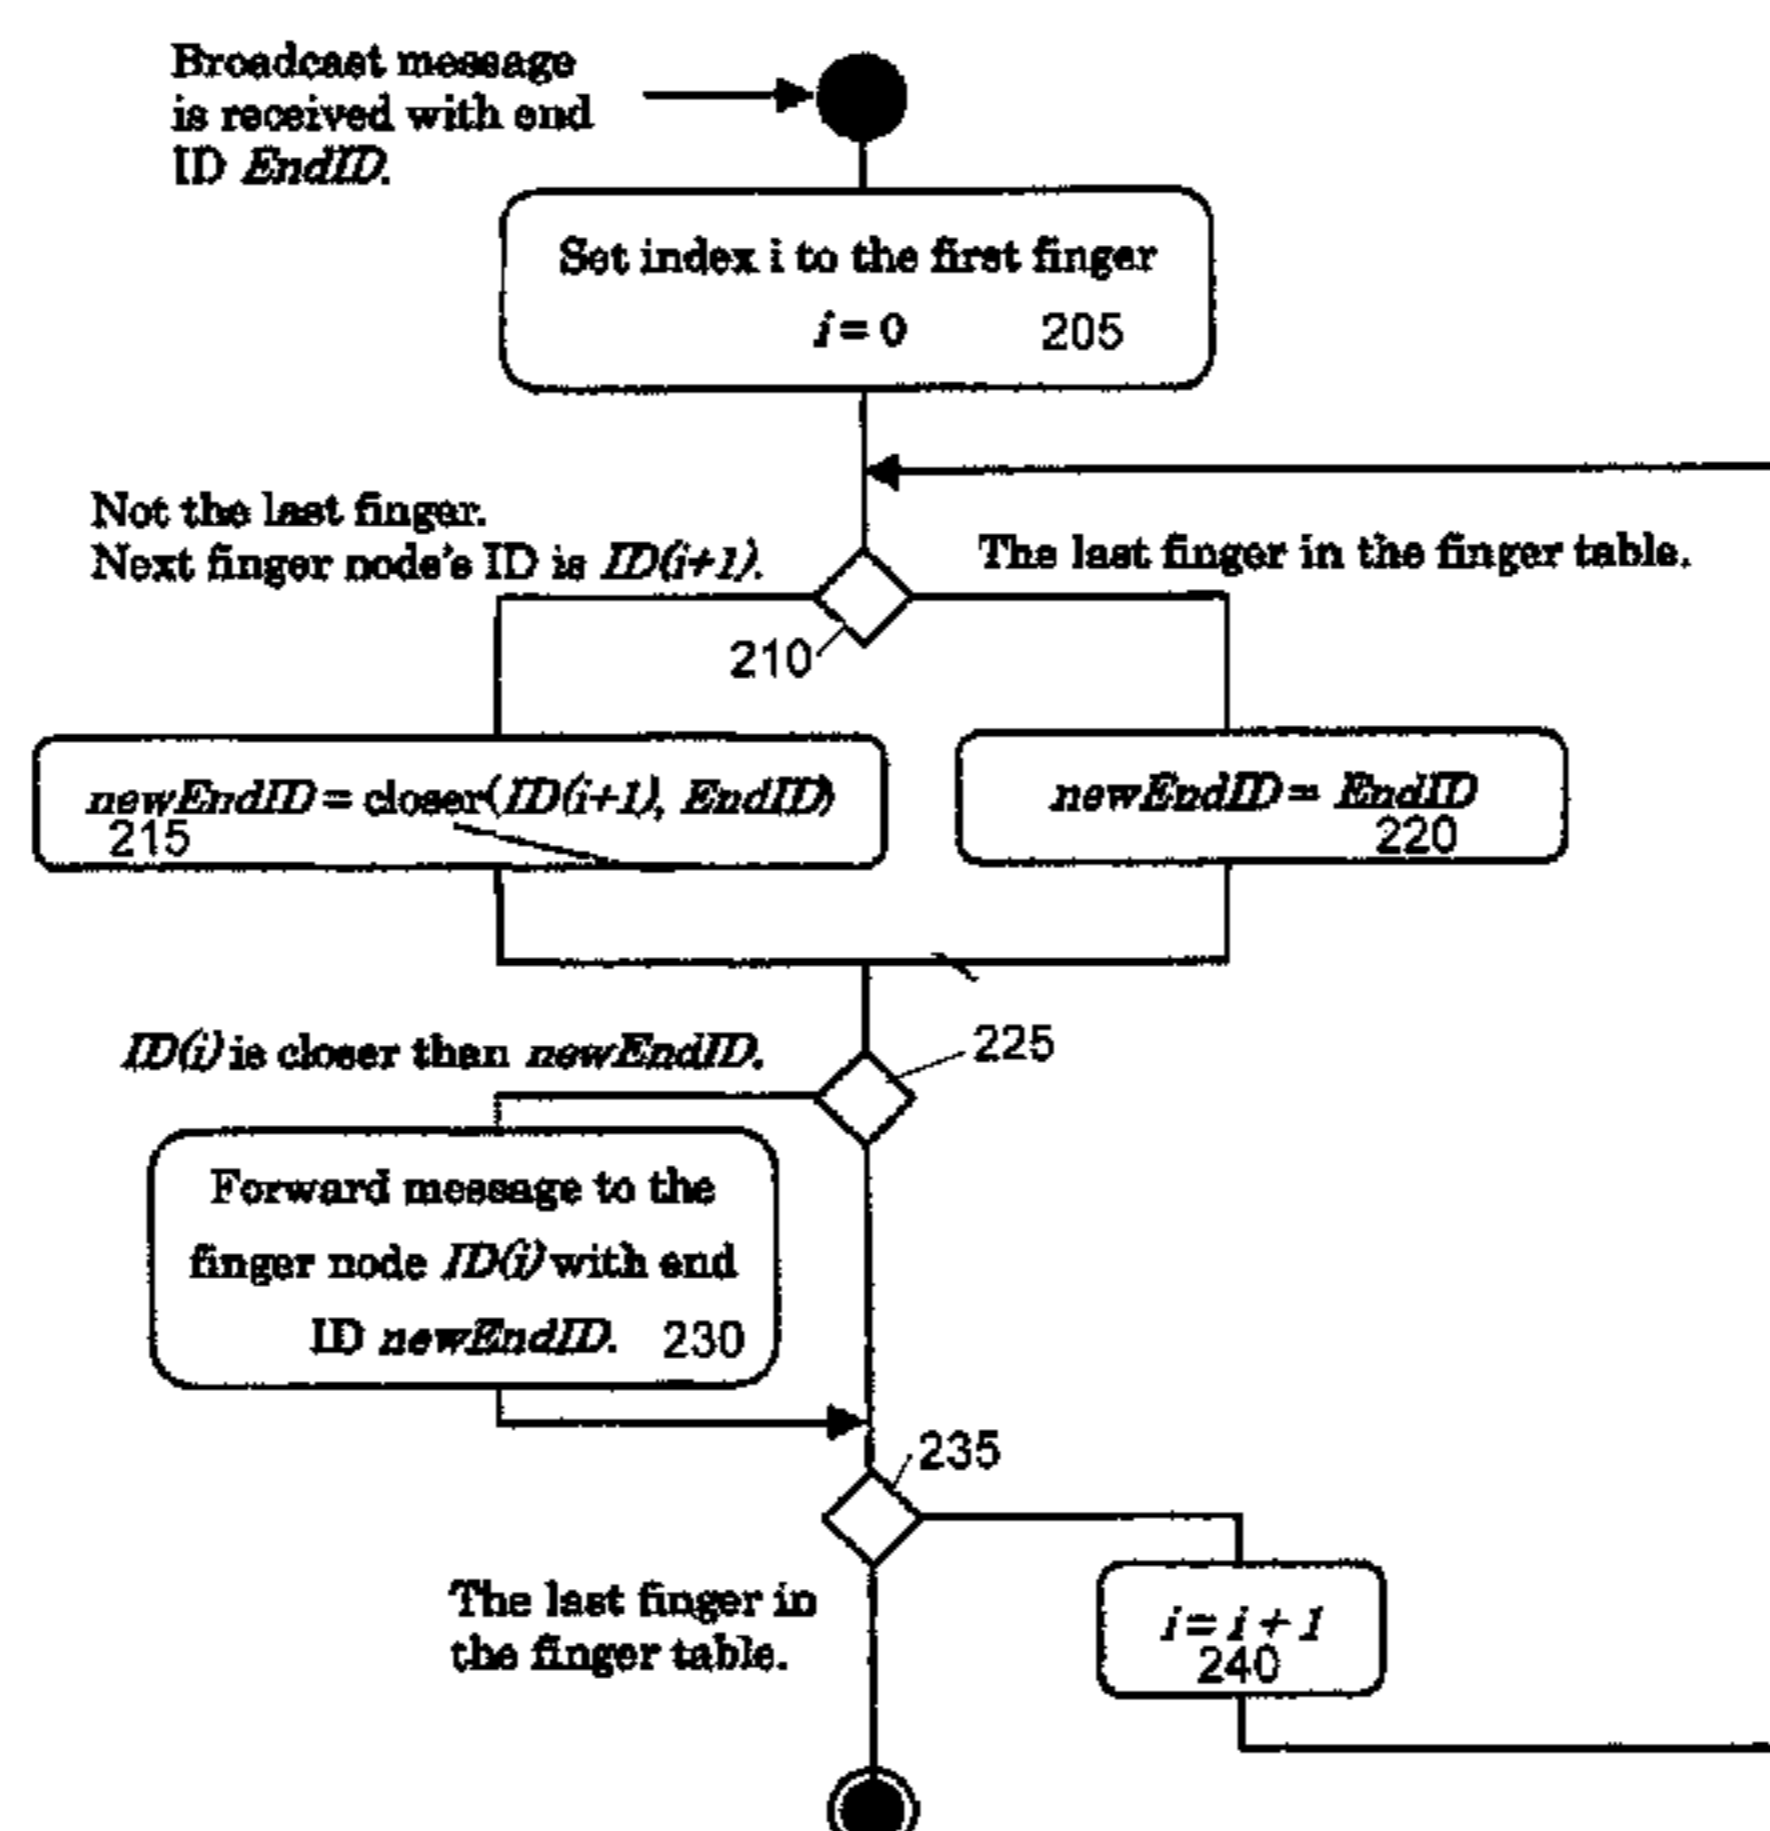 Broadcast message
is received with end
ID EndID.
Set index i to the first finger
i = 0 205
Not the last finger.
Next finger node's ID is ID(i+1).
The last finger in the finger table.
210
newEndID = closer(ID(i+1), EndID)
215
newEndID = EndID
220
ID(i) is closer than newEndID.
225
Forward message to the
finger node ID(i) with end
ID newEndID. 230
235
The last finger in
the finger table.
i = i + 1
240